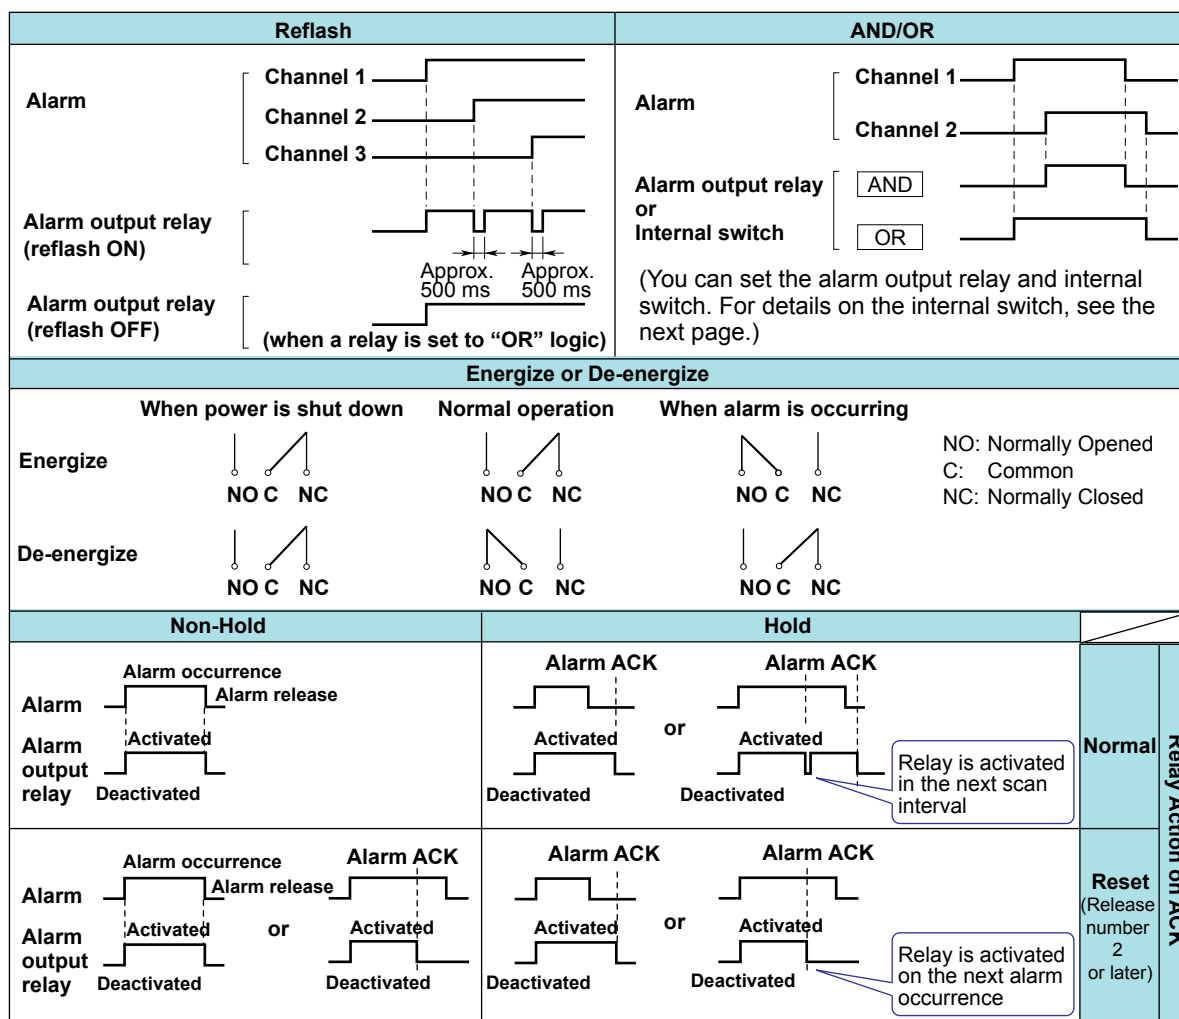 Reflash
AND/OR
Alarm
Channel 1
Channel 2
Channel 3
Alarm output relay
(reflash ON)
Approx.
500 ms
Approx.
500 ms
Alarm output relay
(reflash OFF)
(when a relay is set to “OR” logic)
Alarm
Channel 1
Channel 2
Alarm output relay
or
Internal switch
AND
OR
(You can set the alarm output relay and internal
switch. For details on the internal switch, see the
next page.)
Energize or De-energize
When power is shut down
Normal operation
When alarm is occurring
Energize
NO C NC
NO C NC
NO C NC
NO: Normally Opened
C: Common
NC: Normally Closed
De-energize
NO C NC
NO C NC
NO C NC
Non-Hold
Hold
Alarm occurrence
Alarm release
Alarm
Activated
Alarm
output
relay
Deactivated
Alarm ACK
Activated
Deactivated
or
Alarm ACK
Activated
Deactivated
Relay is activated
in the next scan
interval
Normal
Relay Action on ACK
Alarm occurrence
Alarm release
Alarm
Activated
Alarm
output
relay
Deactivated
or
Alarm ACK
Activated
Deactivated
Alarm ACK
Activated
Deactivated
or
Alarm ACK
Activated
Deactivated
Relay is activated
on the next alarm
occurrence
Reset
(Release
number
2
or later)